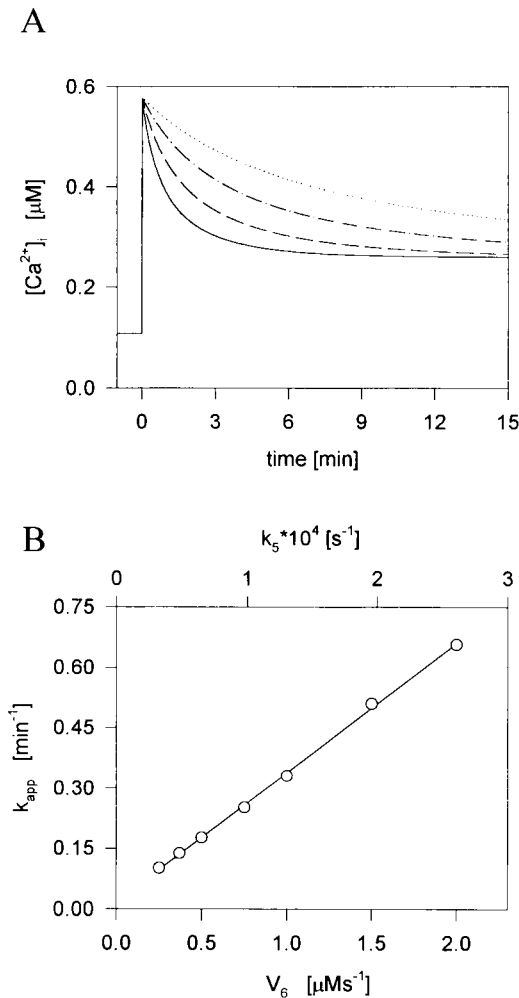 A
0.6
0.4
0.2
0.0
[Ca²⁺]ᵢ [μM]
0 3 6 9 12 15
time [min]
B
k₅*10⁴ [s⁻¹]
0 1 2 3
0.75
0.60
0.45
0.30
0.15
0.00
kₐₚₚ [min⁻¹]
0.0 0.5 1.0 1.5 2.0
V₆ [μMs⁻¹]